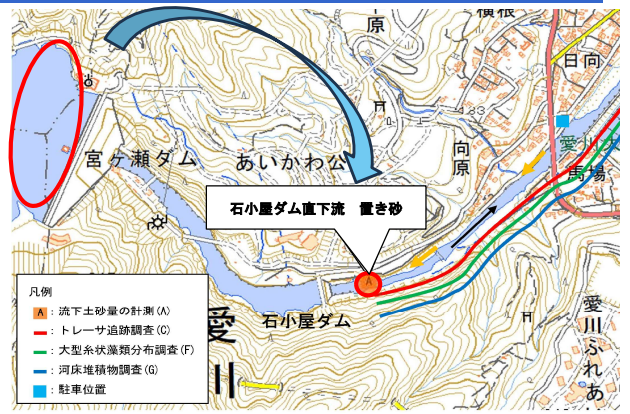 原
横根
日向
133
向
原
宮ヶ瀬ダム
あいかわ公
愛川大
馬場
石小屋ダム直下流 置き砂
A
石小屋ダム
凡例
A：流下土砂量の計測(A)
：トレーサ追跡調査(C)
：大型糸状藻類分布調査(F)
：河床堆積物調査(G)
：駐車位置
愛
川
愛川ふれあ